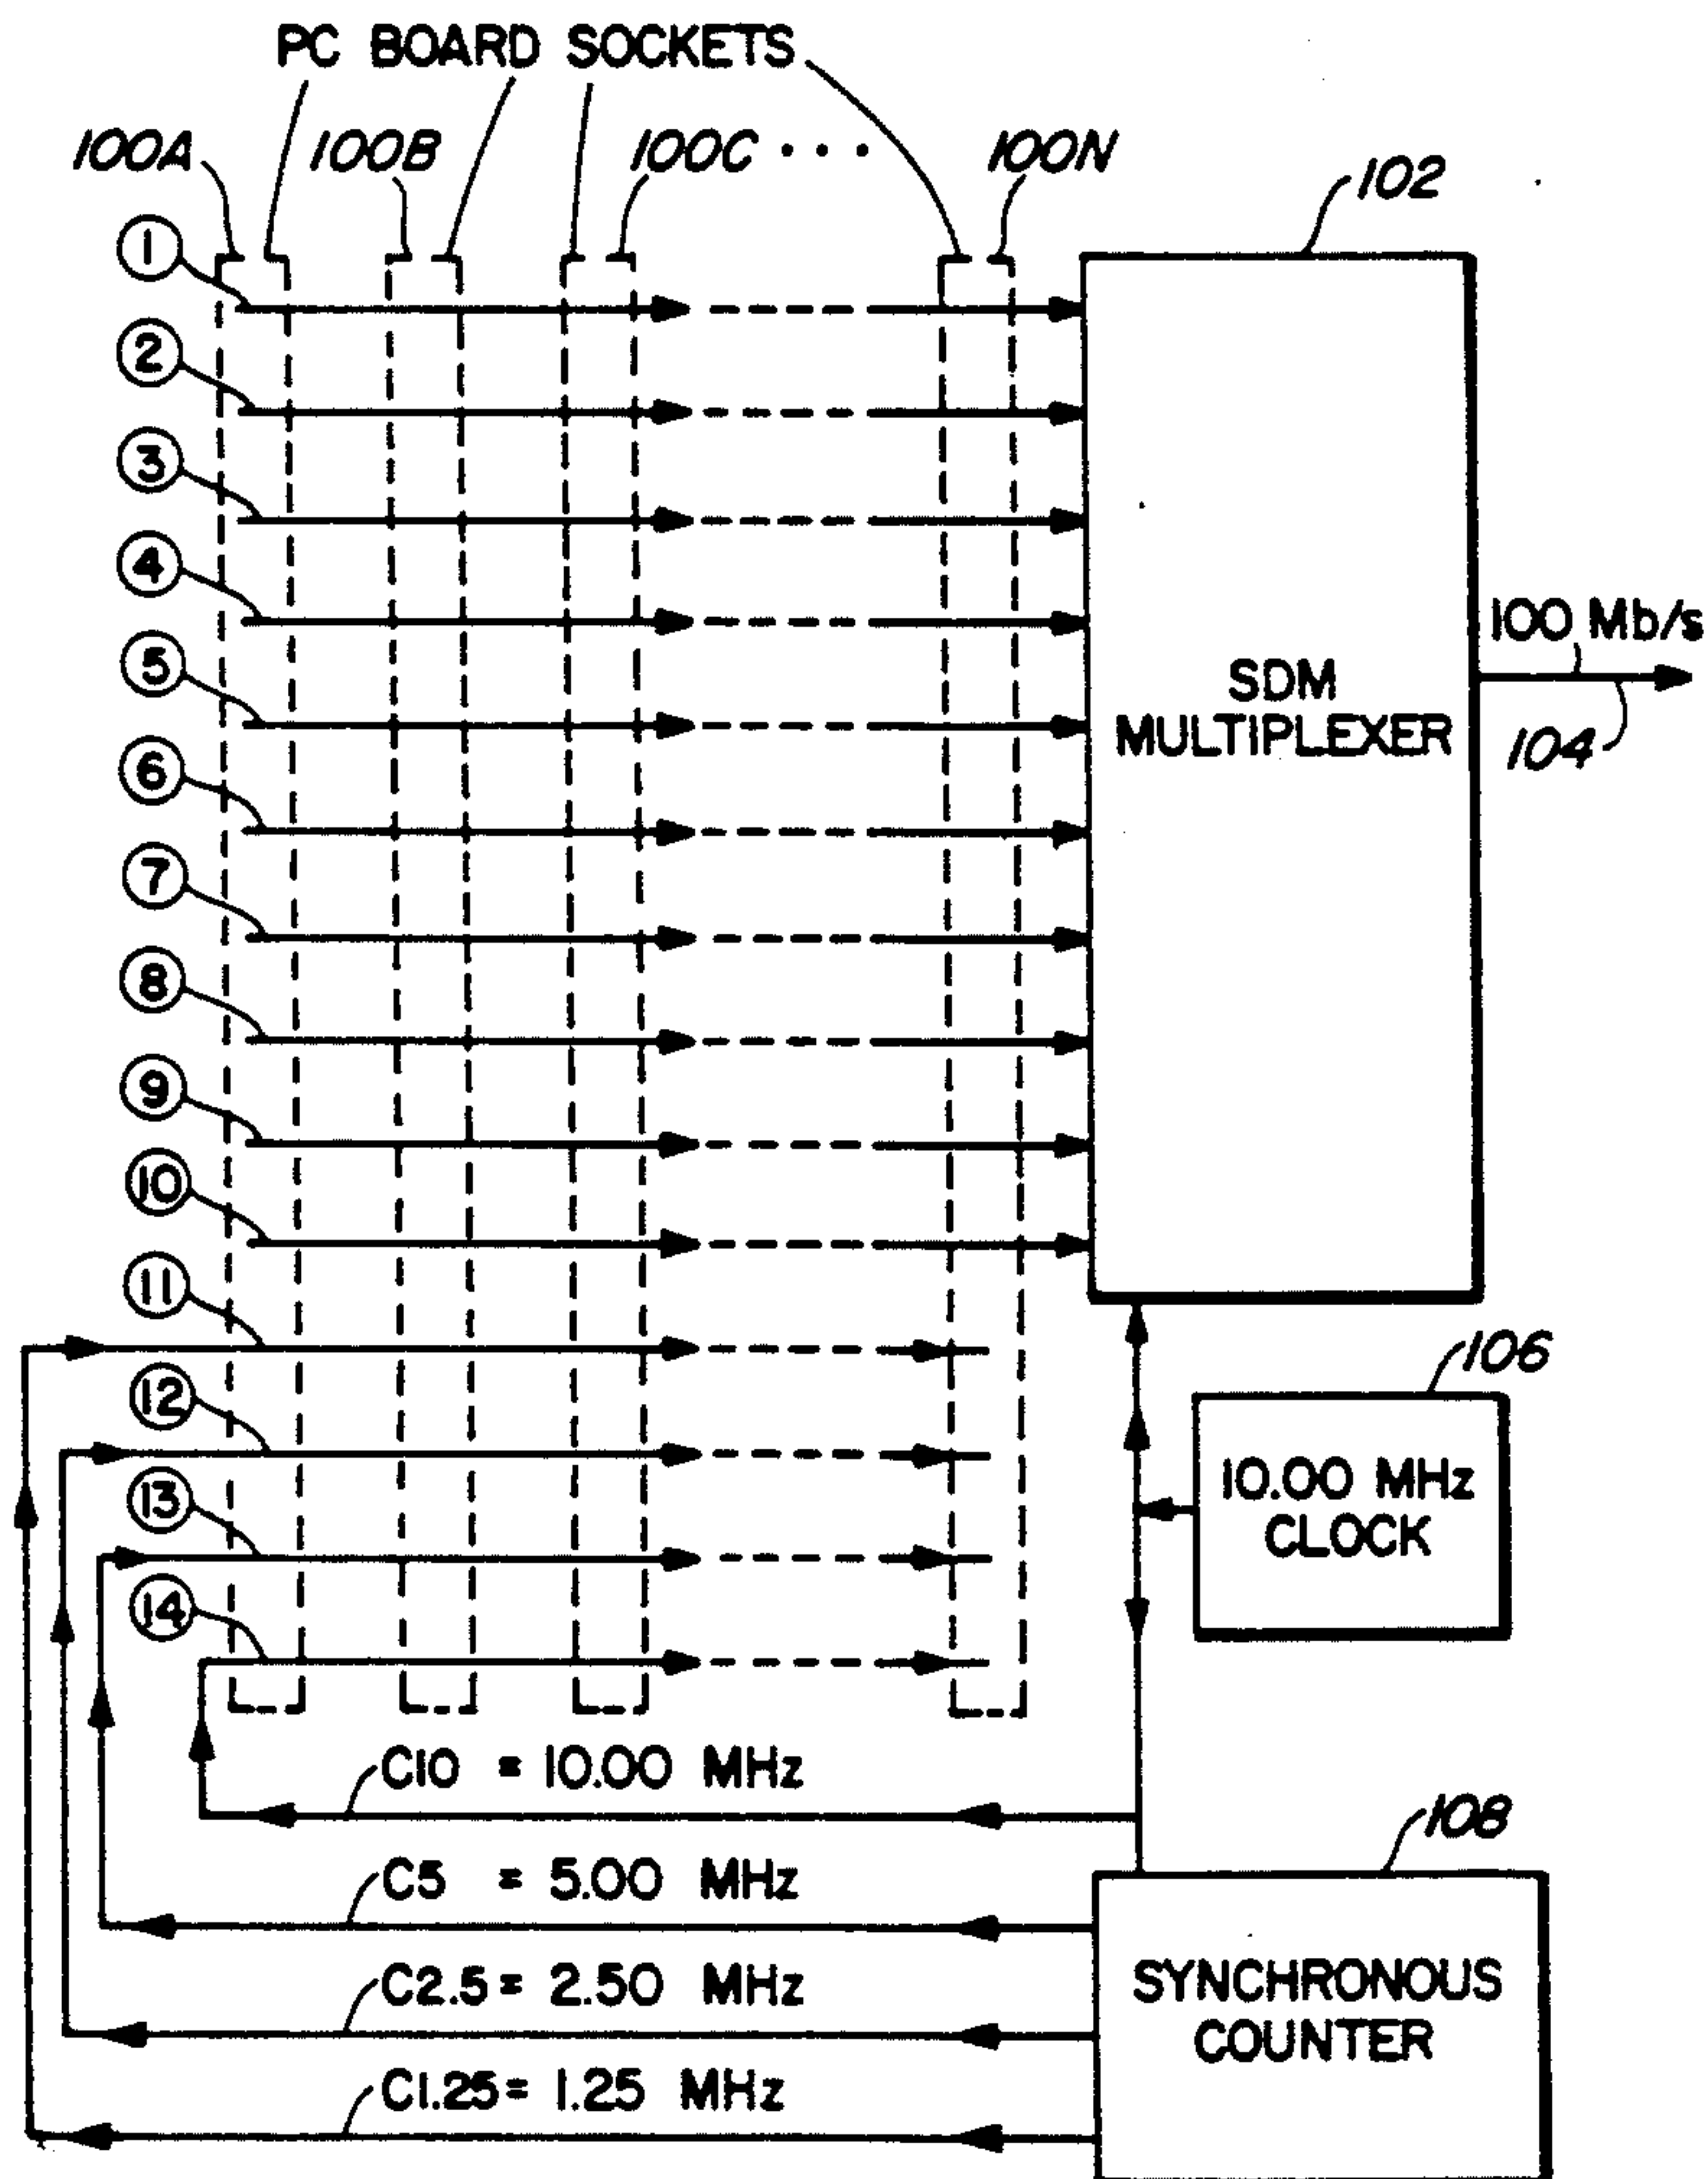 PC BOARD SOCKETS
100A 100B 100C ... 100N
102
1
2
3
4
5
6
7
8
9
10
11
12
13
14
SDM
MULTIPLEXER
100 Mb/s
104
106
10.00 MHz
CLOCK
C10 = 10.00 MHz
C5 = 5.00 MHz
C2.5 = 2.50 MHz
C1.25 = 1.25 MHz
108
SYNCHRONOUS
COUNTER